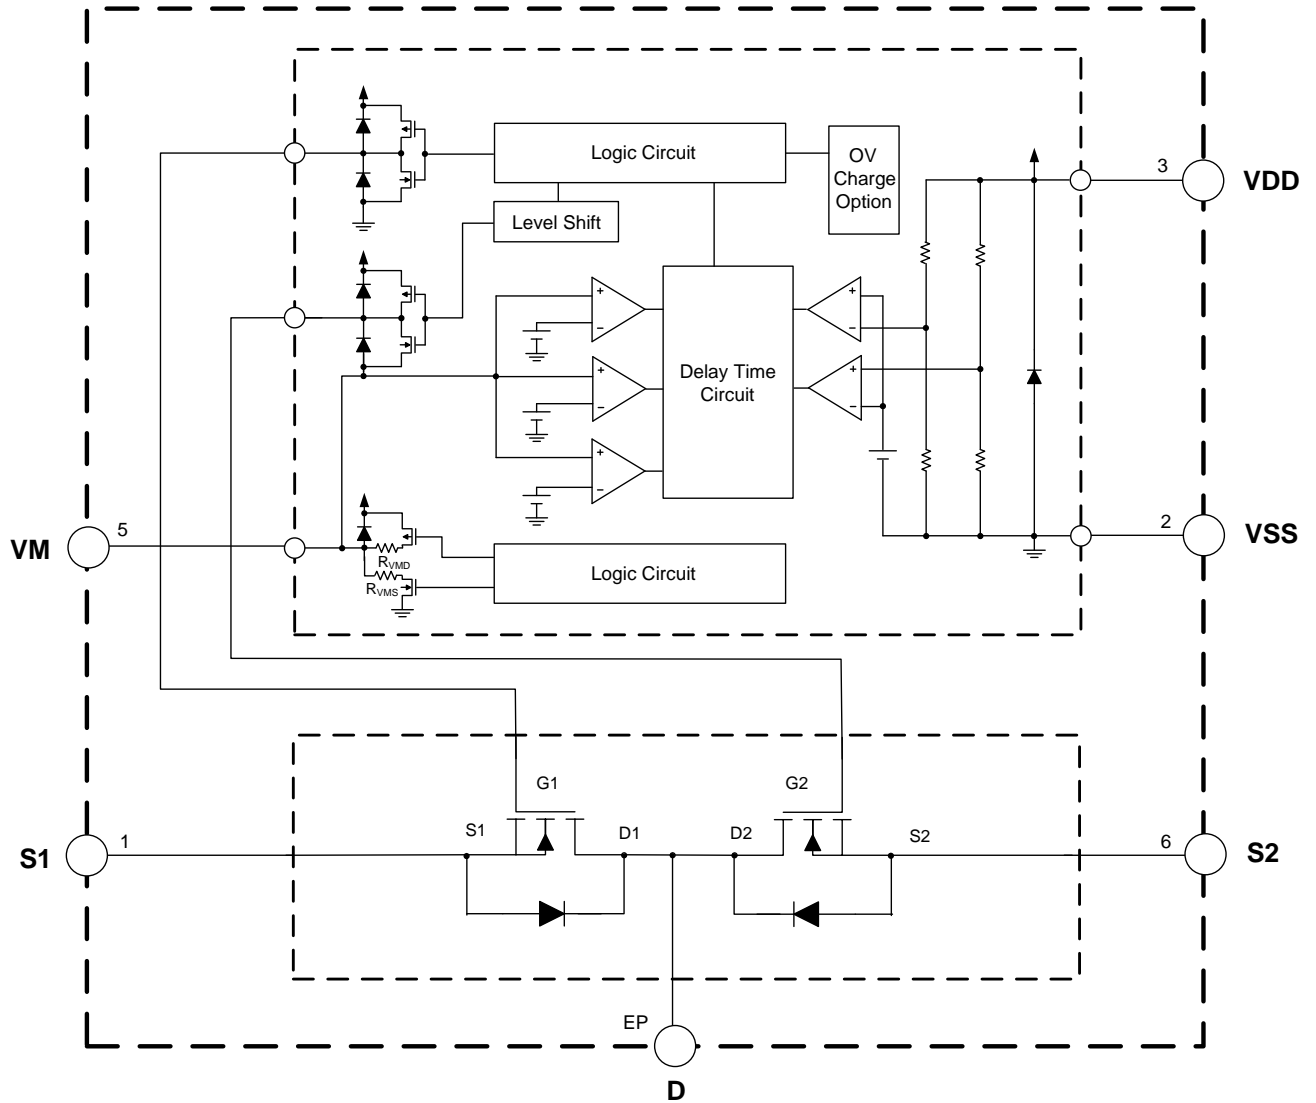 Logic Circuit
OV
Charge
Option
3
VDD
Level Shift
+
−
+
−
+
−
+
−
+
−
Delay Time
Circuit
VM
5
2
VSS
RVMD
RVMS
Logic Circuit
G1
G2
S1
D1
D2
S2
S1
1
6
S2
EP
D